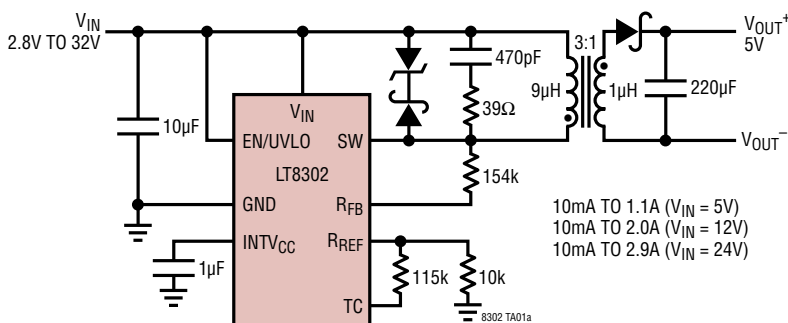 V_IN
2.8V TO 32V
10µF
V_IN
EN/UVLO
SW
LT8302
GND
R_FB
INTV_CC
R_REF
TC
1µF
470pF
39Ω
154k
115k
10k
3:1
9µH
1µH
220µF
V_OUT+
5V
V_OUT–
10mA TO 1.1A (V_IN = 5V)
10mA TO 2.0A (V_IN = 12V)
10mA TO 2.9A (V_IN = 24V)
8302 TA01a